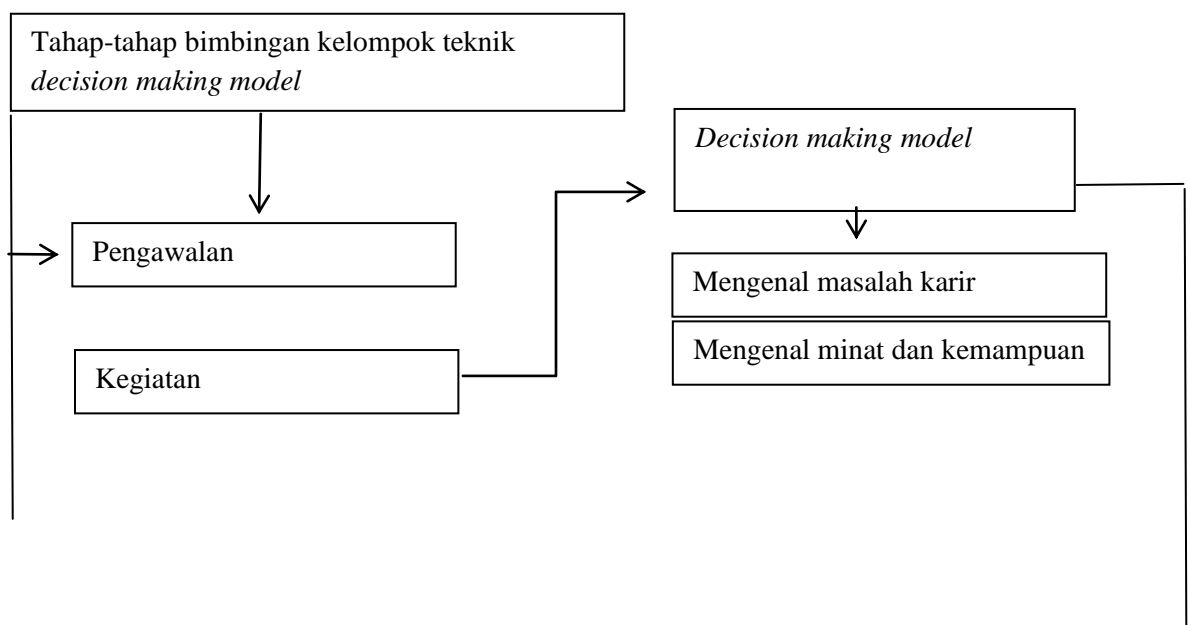 Tahap-tahap bimbingan kelompok teknik
decision making model
Pengawalan
Kegiatan
Decision making model
Mengenal masalah karir
Mengenal minat dan kemampuan